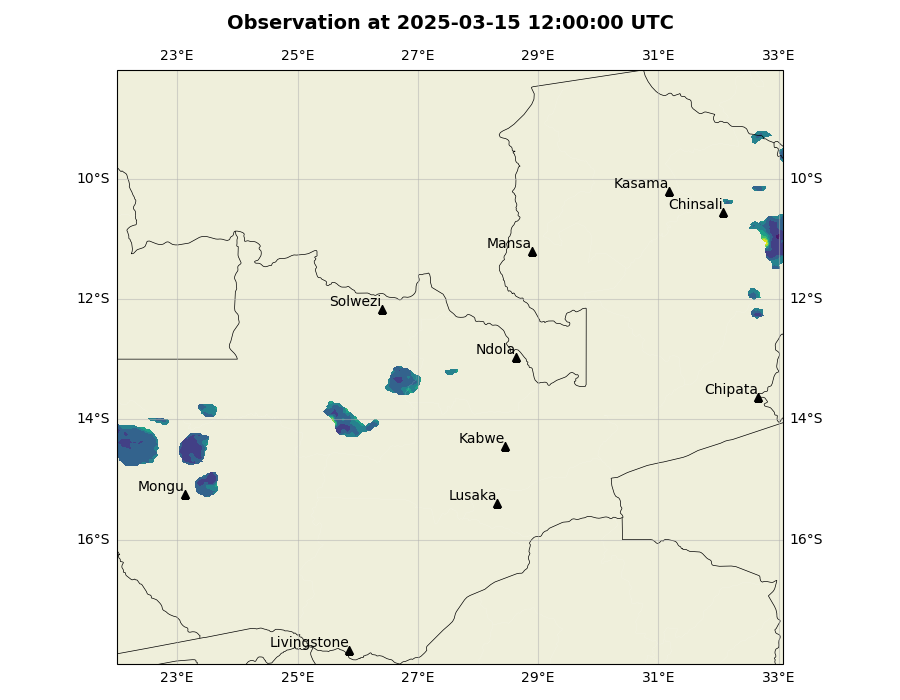 Observation at 2025-03-15 12:00:00 UTC
23°E 25°E 27°E 29°E 31°E 33°E
10°S Kasama 10°S
Chinsali
Mansa
12°S Solwezi 12°S
Ndola
Chipata
14°S 14°S
Kabwe
Mongu
Lusaka
16°S 16°S
Livingstone
23°E 25°E 27°E 29°E 31°E 33°E